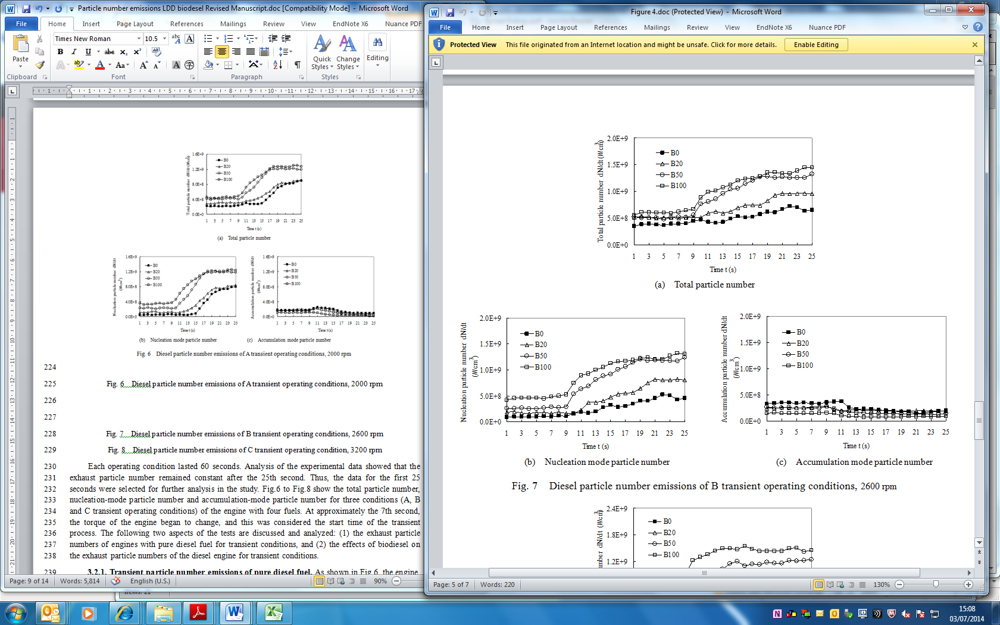 Particle number emissions LDD biodesel Revised Manuscript.doc [Compatibility Mode] - Microsoft Word
File Home Insert Page Layout References Mailings Review View EndNote X6 Nuance PDF
Times New Roman 10.5
Paste
Quick Styles
Change Styles
Editing
Clipboard Font Paragraph Styles
1.6E+9
1.2E+9
8.0E+8
4.0E+8
0.0E+0
Total particle number dN/dt (#/cm3)
B0
B20
B50
B100
1 3 5 7 9 11 13 15 17 19 21 23 25
Time t (s)
(a) Total particle number
1.6E+9
1.2E+9
8.0E+8
4.0E+8
0.0E+0
Nucleation particle number dN/dt (#/cm3)
B0
B20
B50
B100
1 3 5 7 9 11 13 15 17 19 21 23 25
Time t (s)
(b) Nucleation mode particle number
1.6E+9
1.2E+9
8.0E+8
4.0E+8
0.0E+0
Accumulation particle number dN/dt (#/cm3)
B0
B20
B50
B100
1 3 5 7 9 11 13 15 17 19 21 23 25
Time t (s)
(c) Accumulation mode particle number
Fig. 6 Diesel particle number emissions of A transient operating conditions, 2000 rpm
224
225 Fig. 6 Diesel particle number emissions of A transient operating conditions, 2000 rpm
226
227
228 Fig. 7 Diesel particle number emissions of B transient operating conditions, 2600 rpm
229 Fig. 8 Diesel particle number emissions of C transient operating condition, 3200 rpm
230 Each operating condition lasted 60 seconds. Analysis of the experimental data showed that the
231 exhaust particle number remained constant after the 25th second. Thus, the data for the first 25
232 seconds were selected for further analysis in the study. Fig.6 to Fig.8 show the total particle number,
233 nucleation-mode particle number and accumulation-mode particle number for three conditions (A, B
234 and C transient operating conditions) of the engine with four fuels. At approximately the 7th second,
235 the torque of the engine began to change, and this was considered the start time of the transient
236 process. The following two aspects of the tests are discussed and analyzed: (1) the exhaust particle
237 numbers of engines with pure diesel fuel for transient conditions, and (2) the effects of biodiesel on
238 the exhaust particle numbers of the diesel engine for transient conditions.
239 3.2.1. Transient particle number emissions of pure diesel fuel. As shown in Fig 6, the engine
Page: 9 of 14 Words: 5,814 English (U.S.) 90%
Items: 21
Figure 4.doc (Protected View) - Microsoft Word
File Home Insert Page Layout References Mailings Review View EndNote X6 Nuance PDF
Protected View This file originated from an Internet location and might be unsafe. Click for more details. Enable Editing
2.0E+9
1.5E+9
1.0E+9
5.0E+8
0.0E+0
Total particle number dN/dt (#/cm3)
B0
B20
B50
B100
1 3 5 7 9 11 13 15 17 19 21 23 25
Time t (s)
(a) Total particle number
2.0E+9
1.5E+9
1.0E+9
5.0E+8
0.0E+0
Nucleation particle number dN/dt (#/cm3)
B0
B20
B50
B100
1 3 5 7 9 11 13 15 17 19 21 23 25
Time t (s)
(b) Nucleation mode particle number
2.0E+9
1.5E+9
1.0E+9
5.0E+8
0.0E+0
Accumulation particle number dN/dt (#/cm3)
B0
B20
B50
B100
1 3 5 7 9 11 13 15 17 19 21 23 25
Time t (s)
(c) Accumulation mode particle number
Fig. 7 Diesel particle number emissions of B transient operating conditions, 2600 rpm
2.4E+9
1.8E+9
1.2E+9
number dN/dt (#/cm3)
B0
B20
B50
B100
Page: 5 of 7 Words: 220 130%
15:08
03/07/2014